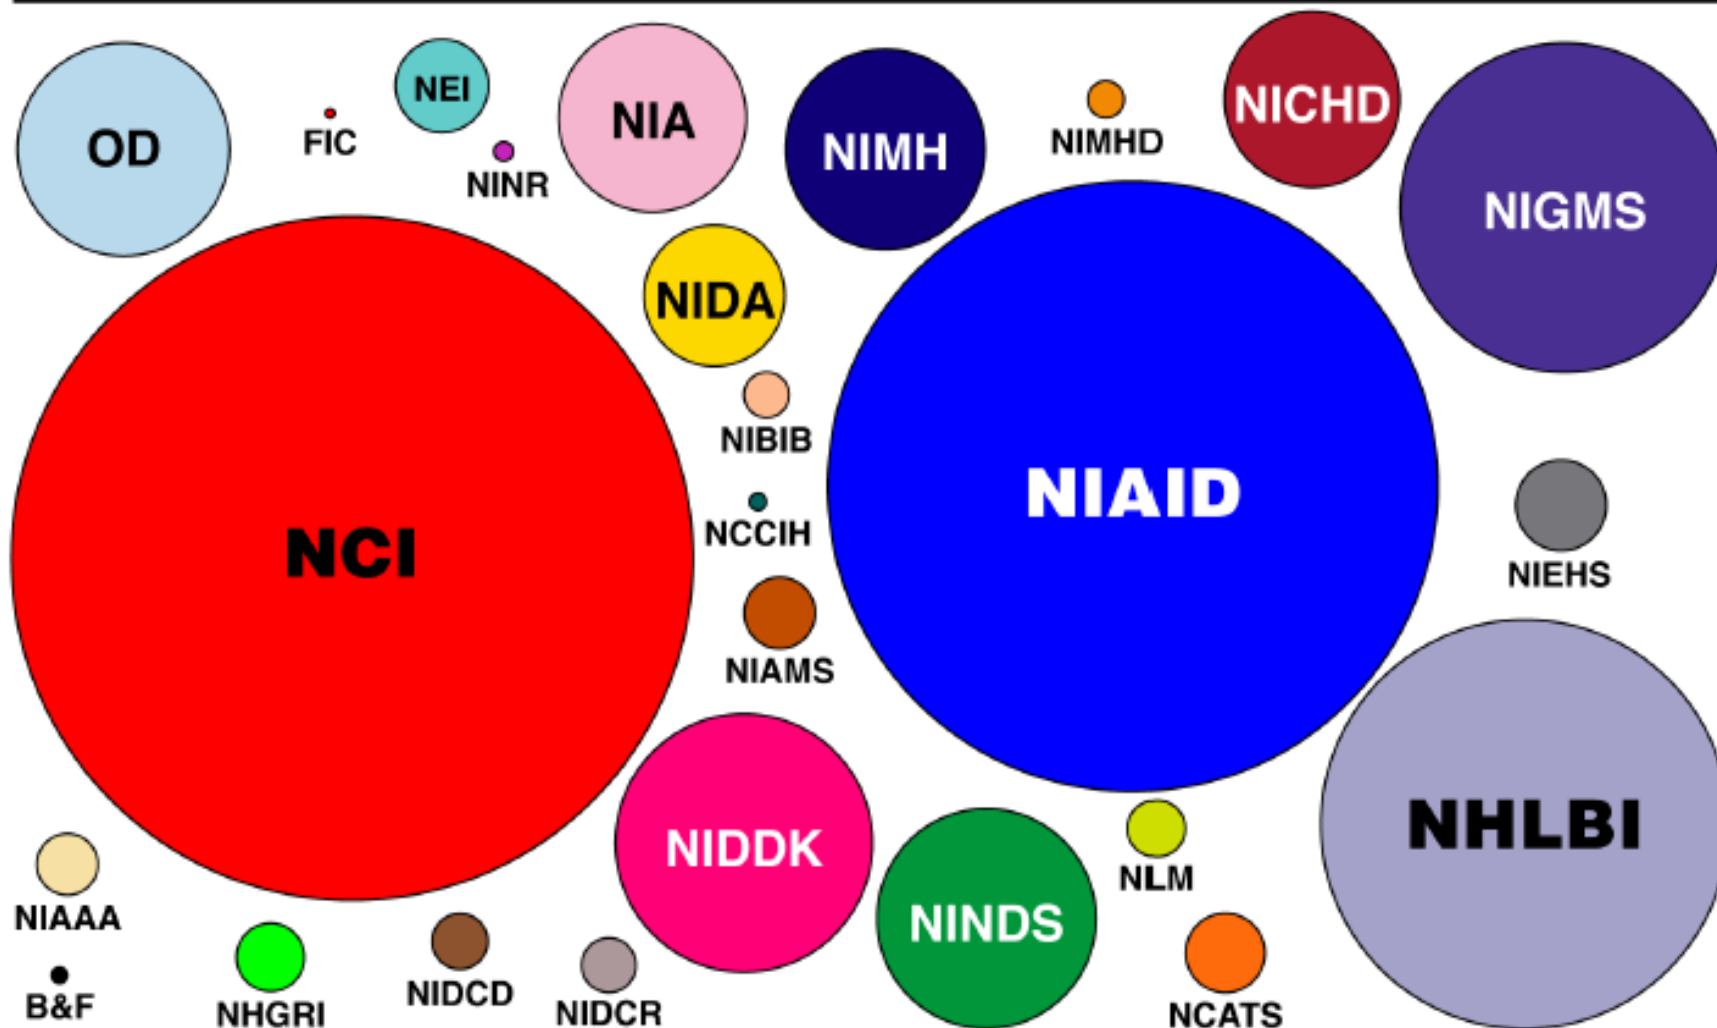 OD
FIC
NEI
NINR
NIA
NIMH
NIMHD
NICHD
NIGMS
NIDA
NIBIB
NCCIH
NIAMS
NCI
NIAID
NIEHS
NHLBI
NIDDK
NINDS
NLM
NCATS
NIAAA
B&F
NHGRI
NIDCD
NIDCR